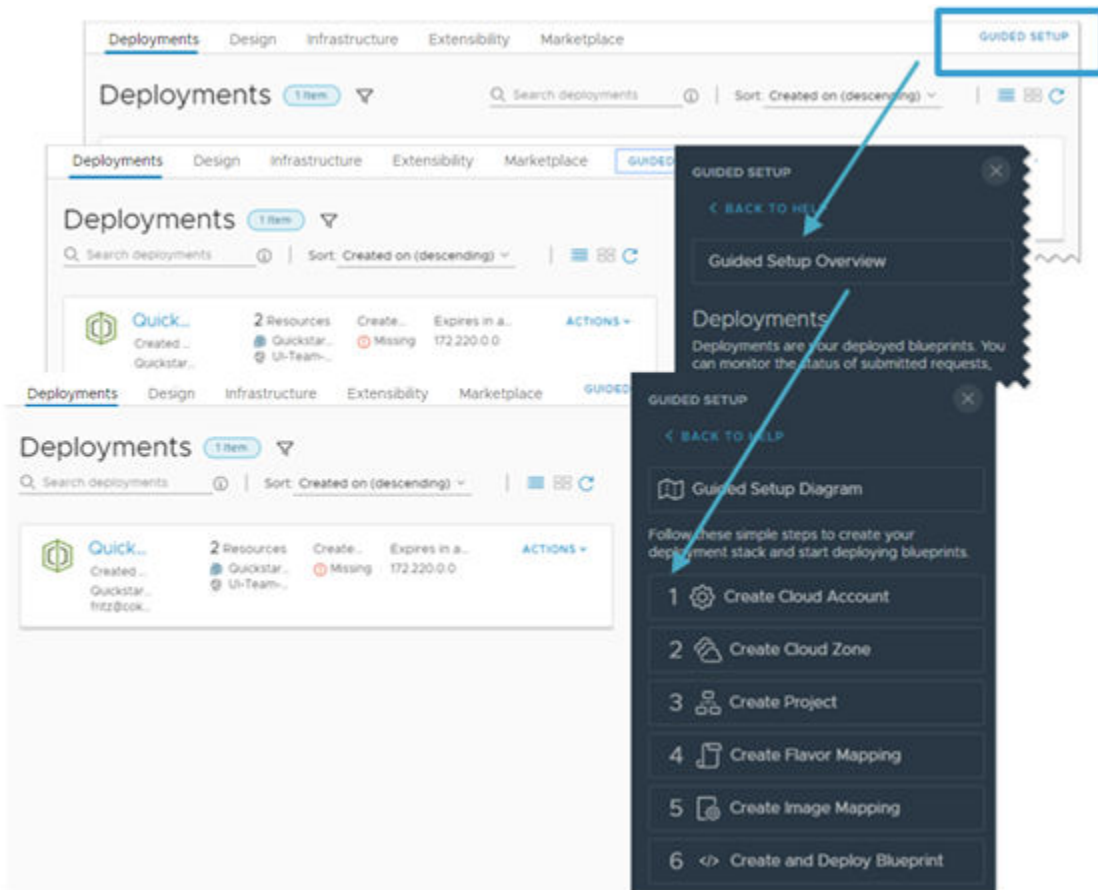 Deployments Design Infrastructure Extensibility Marketplace GUIDED SETUP
Deployments 1 Item
Search deployments Sort: Created on (descending)
Deployments Design Infrastructure Extensibility Marketplace GUIDED
Deployments 1 Item
Search deployments Sort: Created on (descending)
Quick... 2 Resources Create... Expires in a... ACTIONS
Created ... Quickstar... Missing 172.220.0.0
Quickstar... UI-Team-...
GUIDED SETUP
BACK TO HELP
Guided Setup Overview
Deployments
Deployments are your deployed blueprints. You
can monitor the status of submitted requests,
Deployments Design Infrastructure Extensibility Marketplace GUIDED
Deployments 1 Item
Search deployments Sort: Created on (descending)
Quick... 2 Resources Create... Expires in a... ACTIONS
Created ... Quickstar... Missing 172.220.0.0
Quickstar... UI-Team-...
fritz@cok...
GUIDED SETUP
BACK TO HELP
Guided Setup Diagram
Follow these simple steps to create your
deployment stack and start deploying blueprints.
1 Create Cloud Account
2 Create Cloud Zone
3 Create Project
4 Create Flavor Mapping
5 Create Image Mapping
6 </> Create and Deploy Blueprint